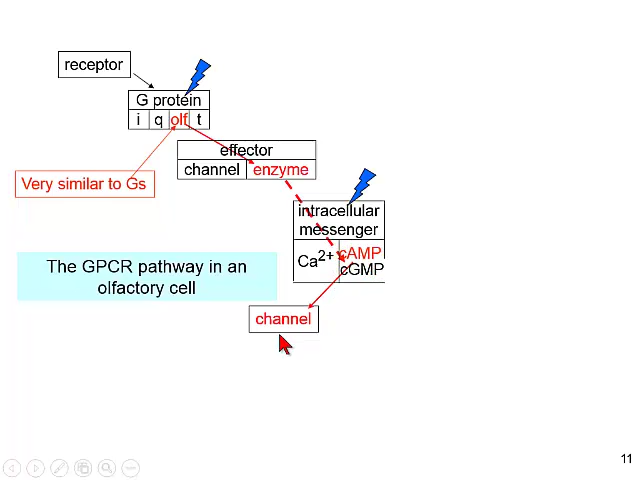 receptor
G protein
i q olf t
effector
channel enzyme
Very similar to Gs
intracellular
messenger
Ca2+ cAMP
cGMP
The GPCR pathway in an
olfactory cell
channel
11